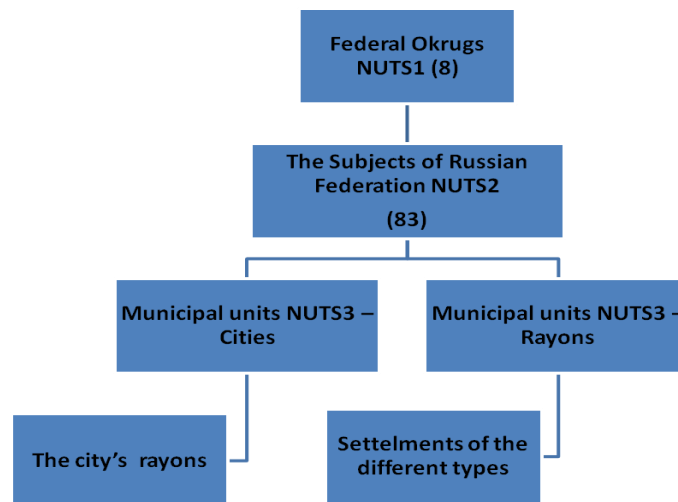 Federal Okrugs
NUTS1 (8)
The Subjects of Russian
Federation NUTS2
(83)
Municipal units NUTS3 –
Cities
Municipal units NUTS3 –
Rayons
The city's rayons
Settelments of the
different types